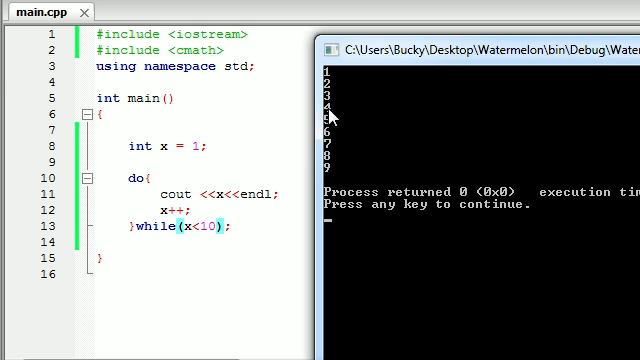 main.cpp
1 #include <iostream>
2 #include <cmath>
3 using namespace std;
4
5 int main()
6 {
7
8 int x = 1;
9
10 do{
11 cout <<x<<endl;
12 x++;
13 }while(x<10);
14
15 }
16
C:\Users\Bucky\Desktop\Watermelon\bin\Debug\Water
1
2
3
4
5
6
7
8
9
Process returned 0 (0x0) execution tim
Press any key to continue.